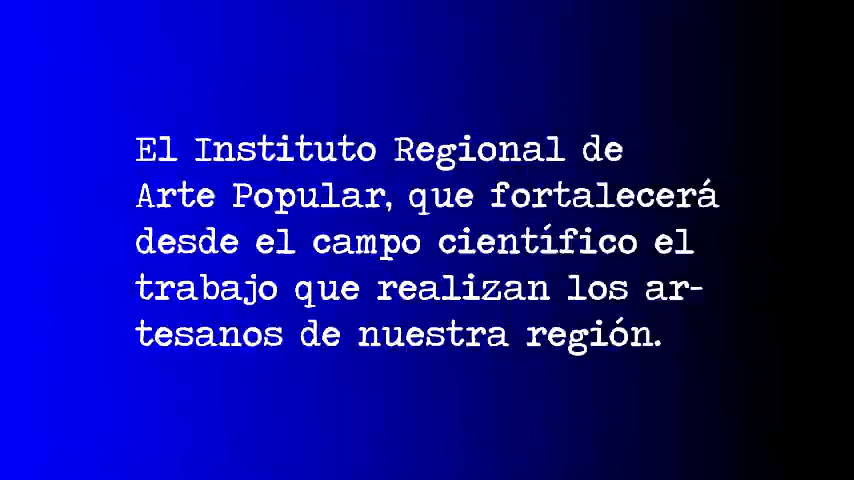 El Instituto Regional de
Arte Popular, que fortalecerá
desde el campo científico el
trabajo que realizan los ar-
tesanos de nuestra región.